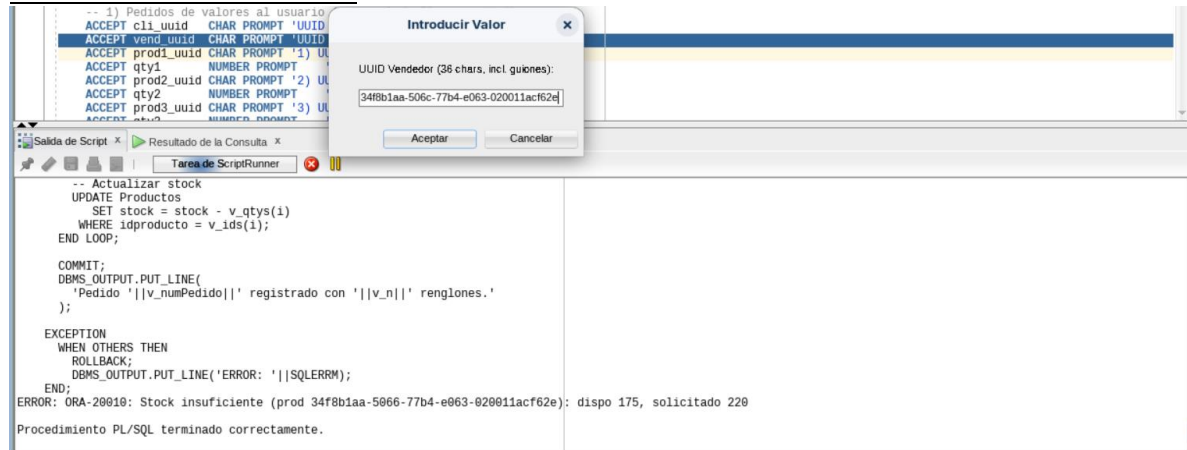 -- 1) Pedidos de valores al usuario
ACCEPT cli_uuid CHAR PROMPT 'UUID
ACCEPT vend_uuid CHAR PROMPT 'UUID
ACCEPT prod1_uuid CHAR PROMPT '1) UU
ACCEPT qty1 NUMBER PROMPT '
ACCEPT prod2_uuid CHAR PROMPT '2) UU
ACCEPT qty2 NUMBER PROMPT '
ACCEPT prod3_uuid CHAR PROMPT '3) UU
Introducir Valor
UUID Vendedor (36 chars, incl. guiones):
34f8b1aa-506c-77b4-e063-020011acf62e
Aceptar Cancelar
Salida de Script x Resultado de la Consulta x
Tarea de ScriptRunner
-- Actualizar stock
UPDATE Productos
SET stock = stock - v_qtys(i)
WHERE idproducto = v_ids(i);
END LOOP;
COMMIT;
DBMS_OUTPUT.PUT_LINE(
'Pedido '||v_numPedido||' registrado con '||v_n||' renglones.'
);
EXCEPTION
WHEN OTHERS THEN
ROLLBACK;
DBMS_OUTPUT.PUT_LINE('ERROR: '||SQLERRM);
END;
ERROR: ORA-20010: Stock insuficiente (prod 34f8b1aa-5066-77b4-e063-020011acf62e): dispo 175, solicitado 220
Procedimiento PL/SQL terminado correctamente.